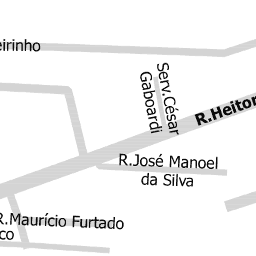 eirinho
Serv.César
Gaboardi
R.Heitor
R.José Manoel
da Silva
R.Maurício Furtado
co